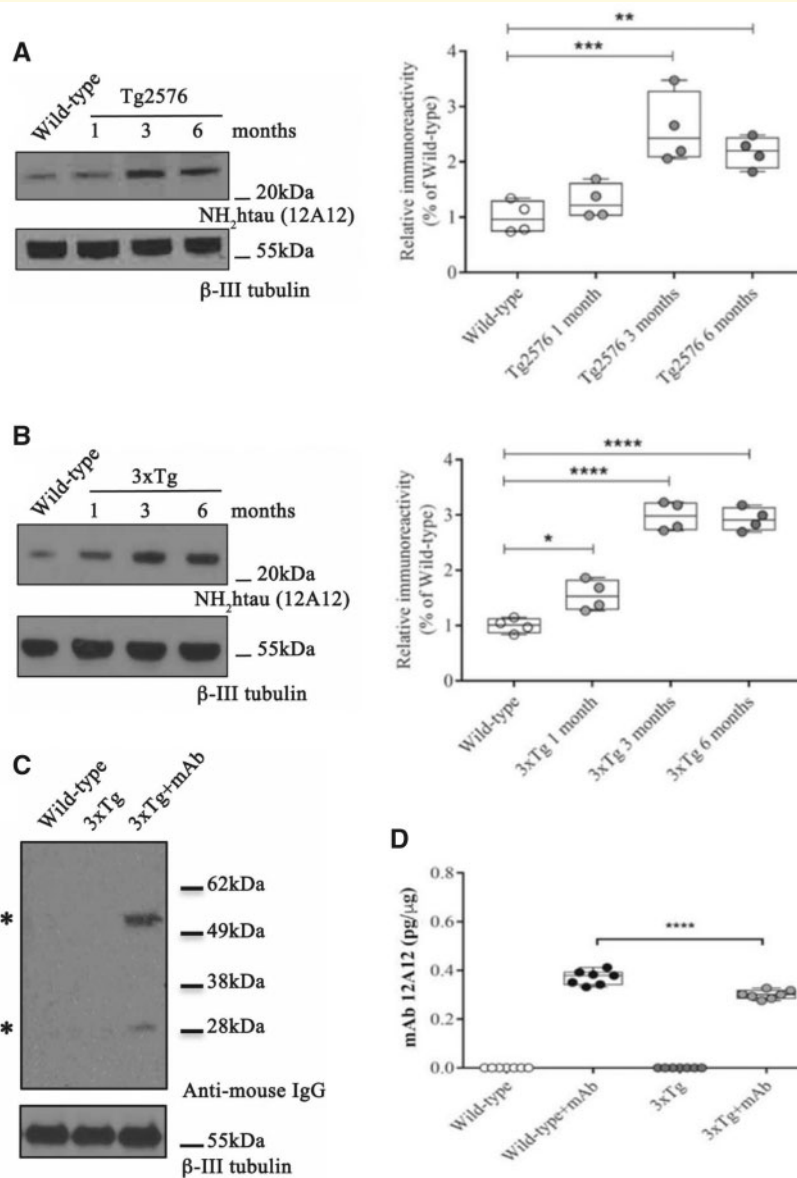 A
Wild-type
Tg2576
1 3 6 months
20kDa
NH2htau (12A12)
55kDa
β-III tubulin
Relative immunoreactivity
(% of Wild-type)
**
***
4
3
2
1
0
Wild-type
Tg2576 1 month
Tg2576 3 months
Tg2576 6 months
B
Wild-type
3xTg
1 3 6 months
20kDa
NH2htau (12A12)
55kDa
β-III tubulin
Relative immunoreactivity
(% of Wild-type)
****
****
*
4
3
2
1
0
Wild-type
3xTg 1 month
3xTg 3 months
3xTg 6 months
C
Wild-type
3xTg
3xTg+mAb
62kDa
*
49kDa
38kDa
*
28kDa
Anti-mouse IgG
55kDa
β-III tubulin
D
mAb 12A12 (pg/µg)
0.8
0.6
0.4
0.2
0.0
****
Wild-type
Wild-type+mAb
3xTg
3xTg+mAb